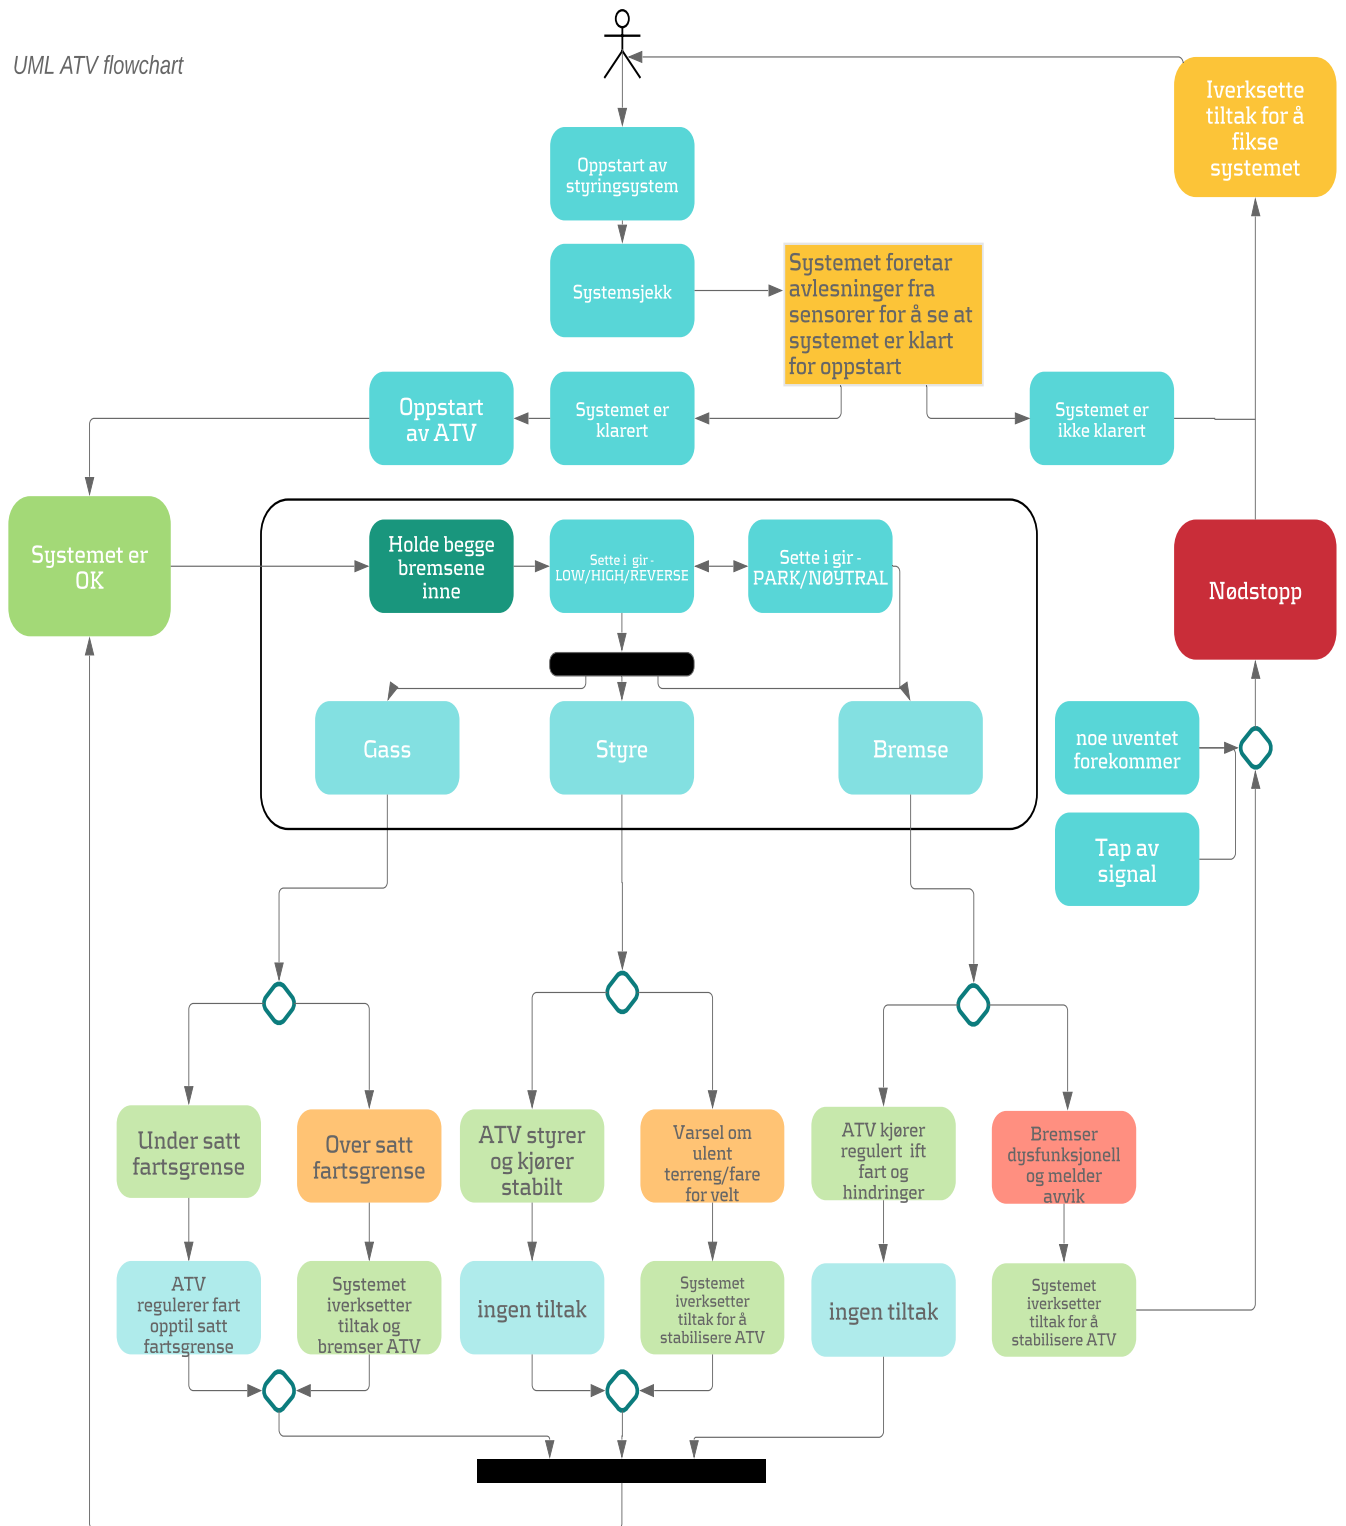 UML ATV flowchart
Iverksette
tiltak for å
fikse
systemet
Oppstart av
styringsystem
Systemsjekk
Systemet foretar
avlesninger fra
sensorer for å se at
systemet er klart
for oppstart
Oppstart
av ATV
Systemet er
klarert
Systemet er
ikke klarert
Systemet er
OK
Holde begge
bremsene
inne
Sette i gir -
LOW/HIGH/REVERSE
Sette i gir -
PARK/NØYTRAL
Nødstopp
Gass
Styre
Bremse
noe uventet
forekommer
Tap av
signal
Under satt
fartsgrense
Over satt
fartsgrense
ATV styrer
og kjører
stabilt
Varsel om
ulent
terreng/fare
for velt
ATV kjører
regulert ift
fart og
hindringer
Bremser
dysfunksjonell
og melder
avvik
ATV
regulerer fart
opptil satt
fartsgrense
Systemet
iverksetter
tiltak og
bremser ATV
ingen tiltak
Systemet
iverksetter
tiltak for å
stabilisere ATV
ingen tiltak
Systemet
iverksetter
tiltak for å
stabilisere ATV